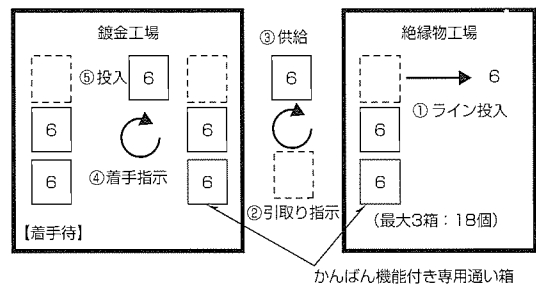 鍍金工場
③供給
絶縁物工場
⑤投入
6
6
6
①ライン投入
6
6
6
6
④着手指示
6
6
6
②引取り指示
【着手待】
(最大3箱:18個)
かんばん機能付き専用通い箱